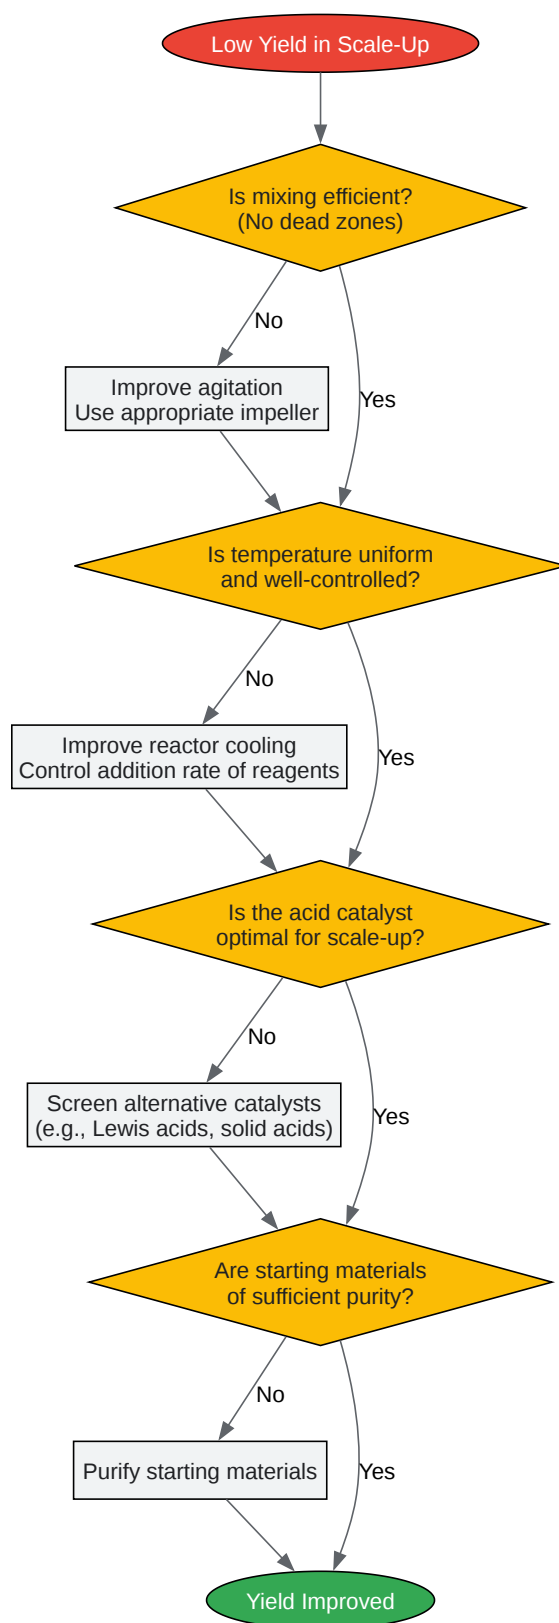 Low Yield in Scale-Up
Is mixing efficient?
(No dead zones)
No
Improve agitation
Use appropriate impeller
Yes
Is temperature uniform
and well-controlled?
No
Improve reactor cooling
Control addition rate of reagents
Yes
Is the acid catalyst
optimal for scale-up?
No
Screen alternative catalysts
(e.g., Lewis acids, solid acids)
Yes
Are starting materials
of sufficient purity?
No
Purify starting materials
Yes
Yield Improved